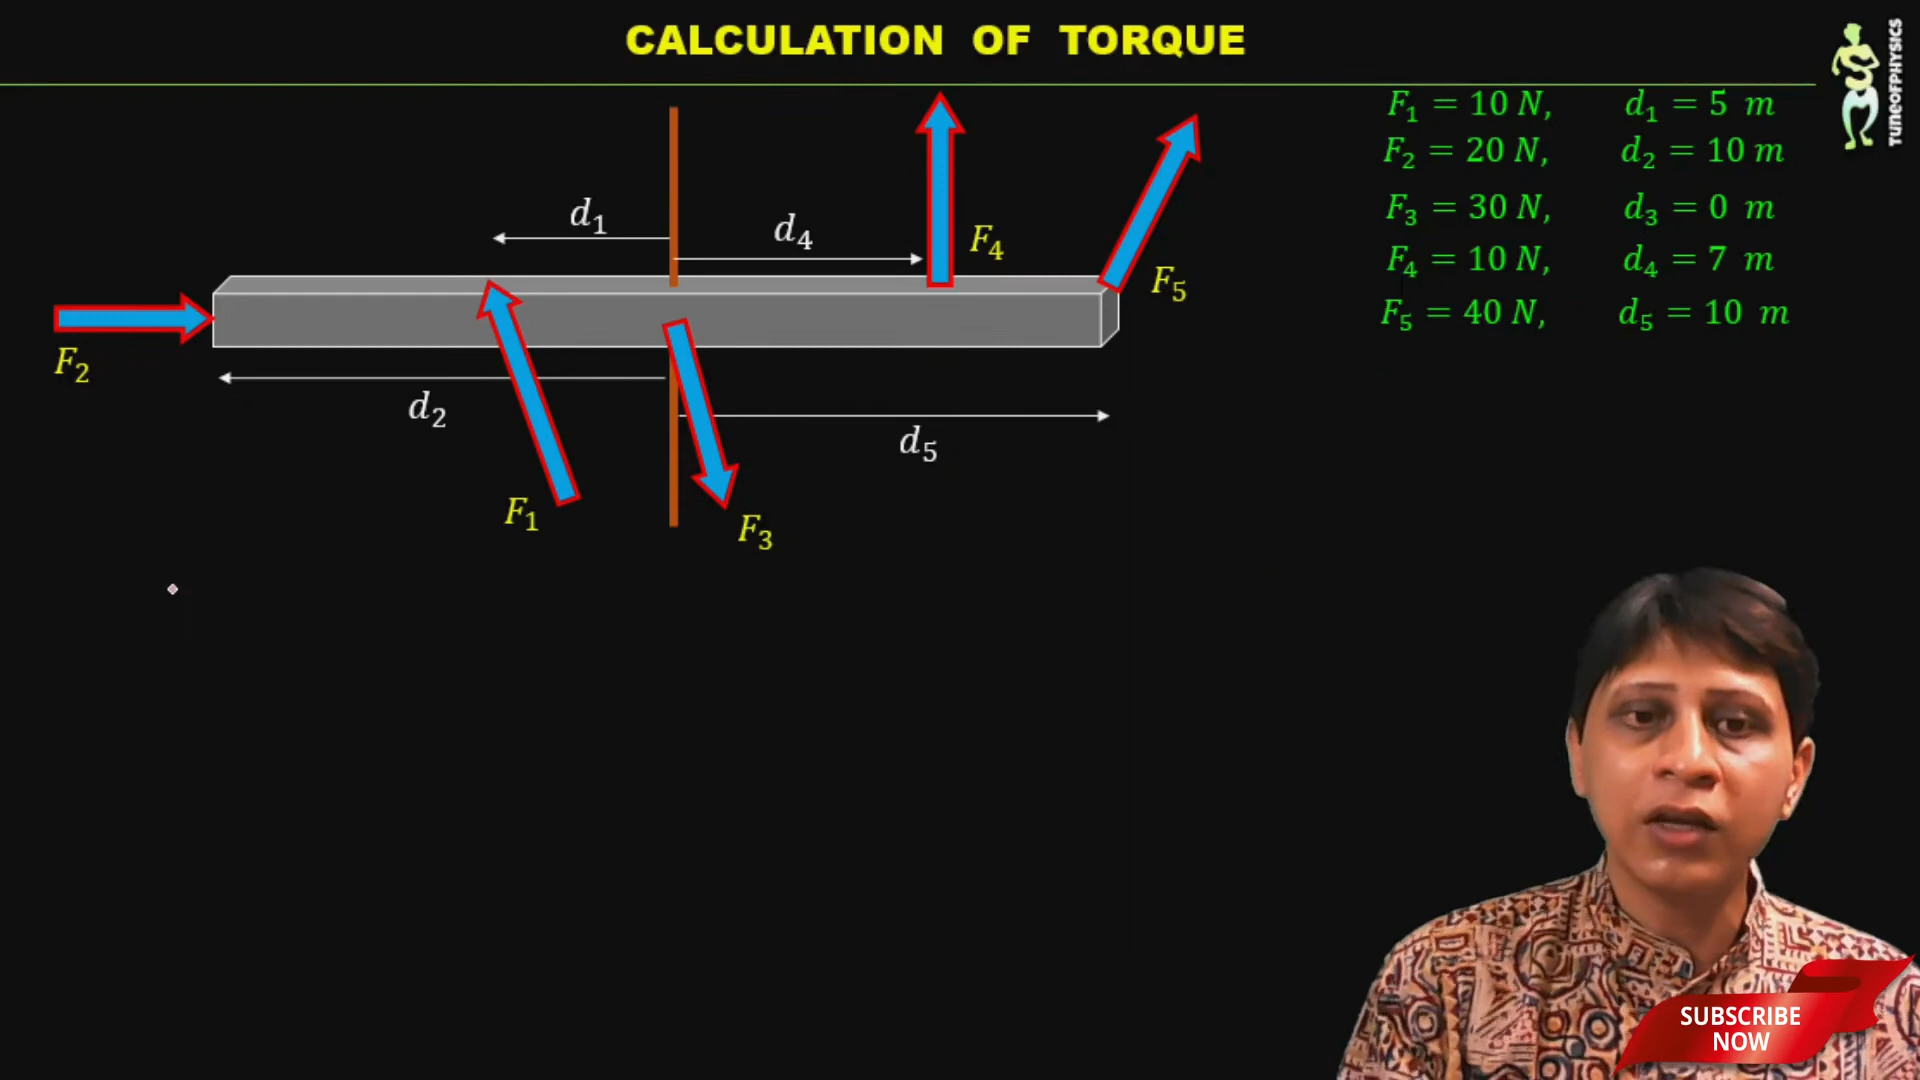 CALCULATION OF TORQUE
TUNEOFPHYSICS
F₁ = 10 N, d₁ = 5 m
F₂ = 20 N, d₂ = 10 m
F₃ = 30 N, d₃ = 0 m
F₄ = 10 N, d₄ = 7 m
F₅ = 40 N, d₅ = 10 m
d₁
d₄
F₄
F₅
F₂
d₂
d₅
F₁
F₃
SUBSCRIBE
NOW